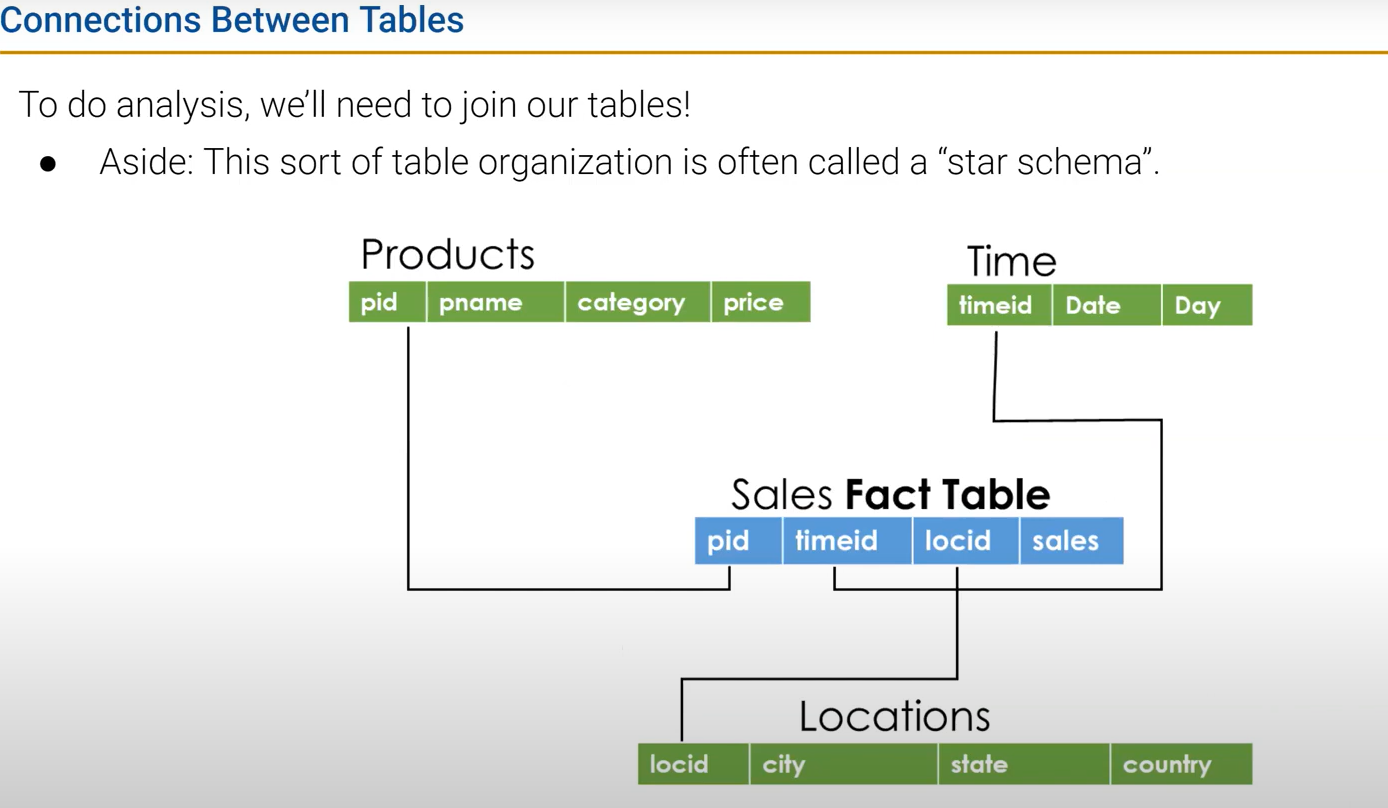 Connections Between Tables
To do analysis, we’ll need to join our tables!
● Aside: This sort of table organization is often called a “star schema”.
Products
pid pname category price
Time
timeid Date Day
Sales Fact Table
pid timeid locid sales
Locations
locid city state country